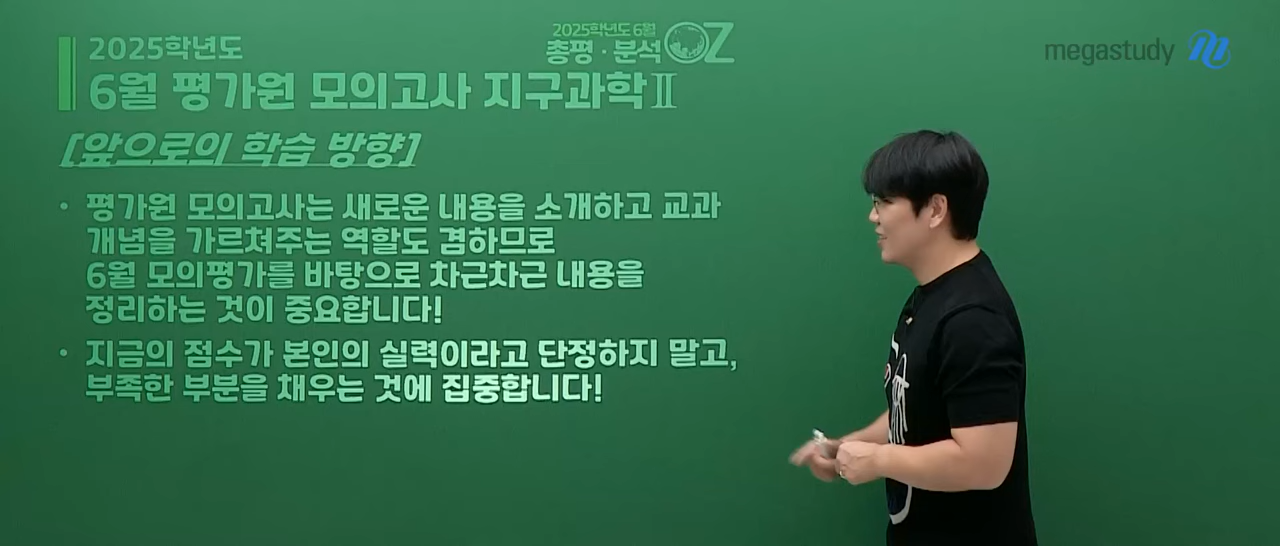 2025학년도
6월 평가원 모의고사 지구과학Ⅱ
2025학년도 6월
총평·분석 OZ
megastudy
[앞으로의 학습 방향]
• 평가원 모의고사는 새로운 내용을 소개하고 교과
개념을 가르쳐주는 역할도 겸하므로
6월 모의평가를 바탕으로 차근차근 내용을
정리하는 것이 중요합니다!
• 지금의 점수가 본인의 실력이라고 단정하지 말고,
부족한 부분을 채우는 것에 집중합니다!